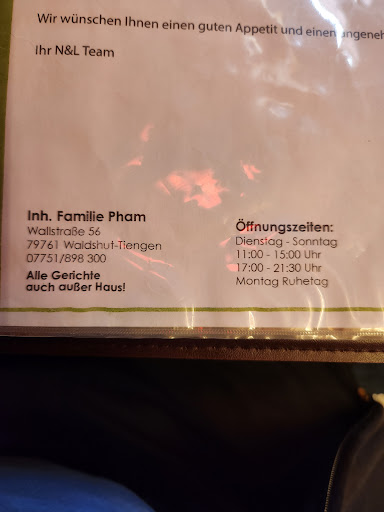 Wir wünschen Ihnen einen guten Appetit und einen
Ihr N&L Team
Inh. Familie Pham
Wallstraße 56
79761 Waldshut-Tiengen
07751/898 300
Alle Gerichte
auch außer Haus!
Öffnungszeiten:
Dienstag - Sonntag
11:00 - 15:00 Uhr
17:00 - 21:30 Uhr
Montag Ruhetag